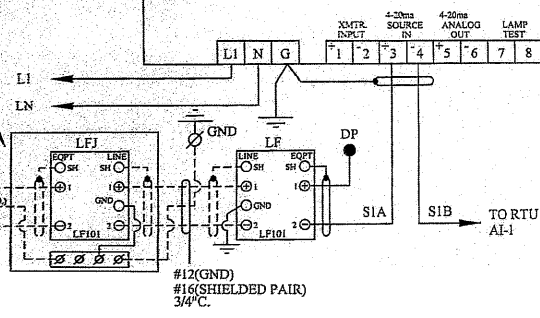 XMTR. INPUT
4-20ma SOURCE IN
4-20ma ANALOG OUT
LAMP TEST
L1 N G
+ 1 - 2 + 3 - 4 + 5 - 6 7 8
L1
LN
GND
DP
LFJ
EQPT LINE
SH SH
1 1
GND
2 2
LF101
LF
LINE EQPT
SH SH
1 1
GND
2 2
LF101
S1A
S1B
TO RTU
AI-1
#12(GND)
#16(SHIELDED PAIR)
3/4"C.